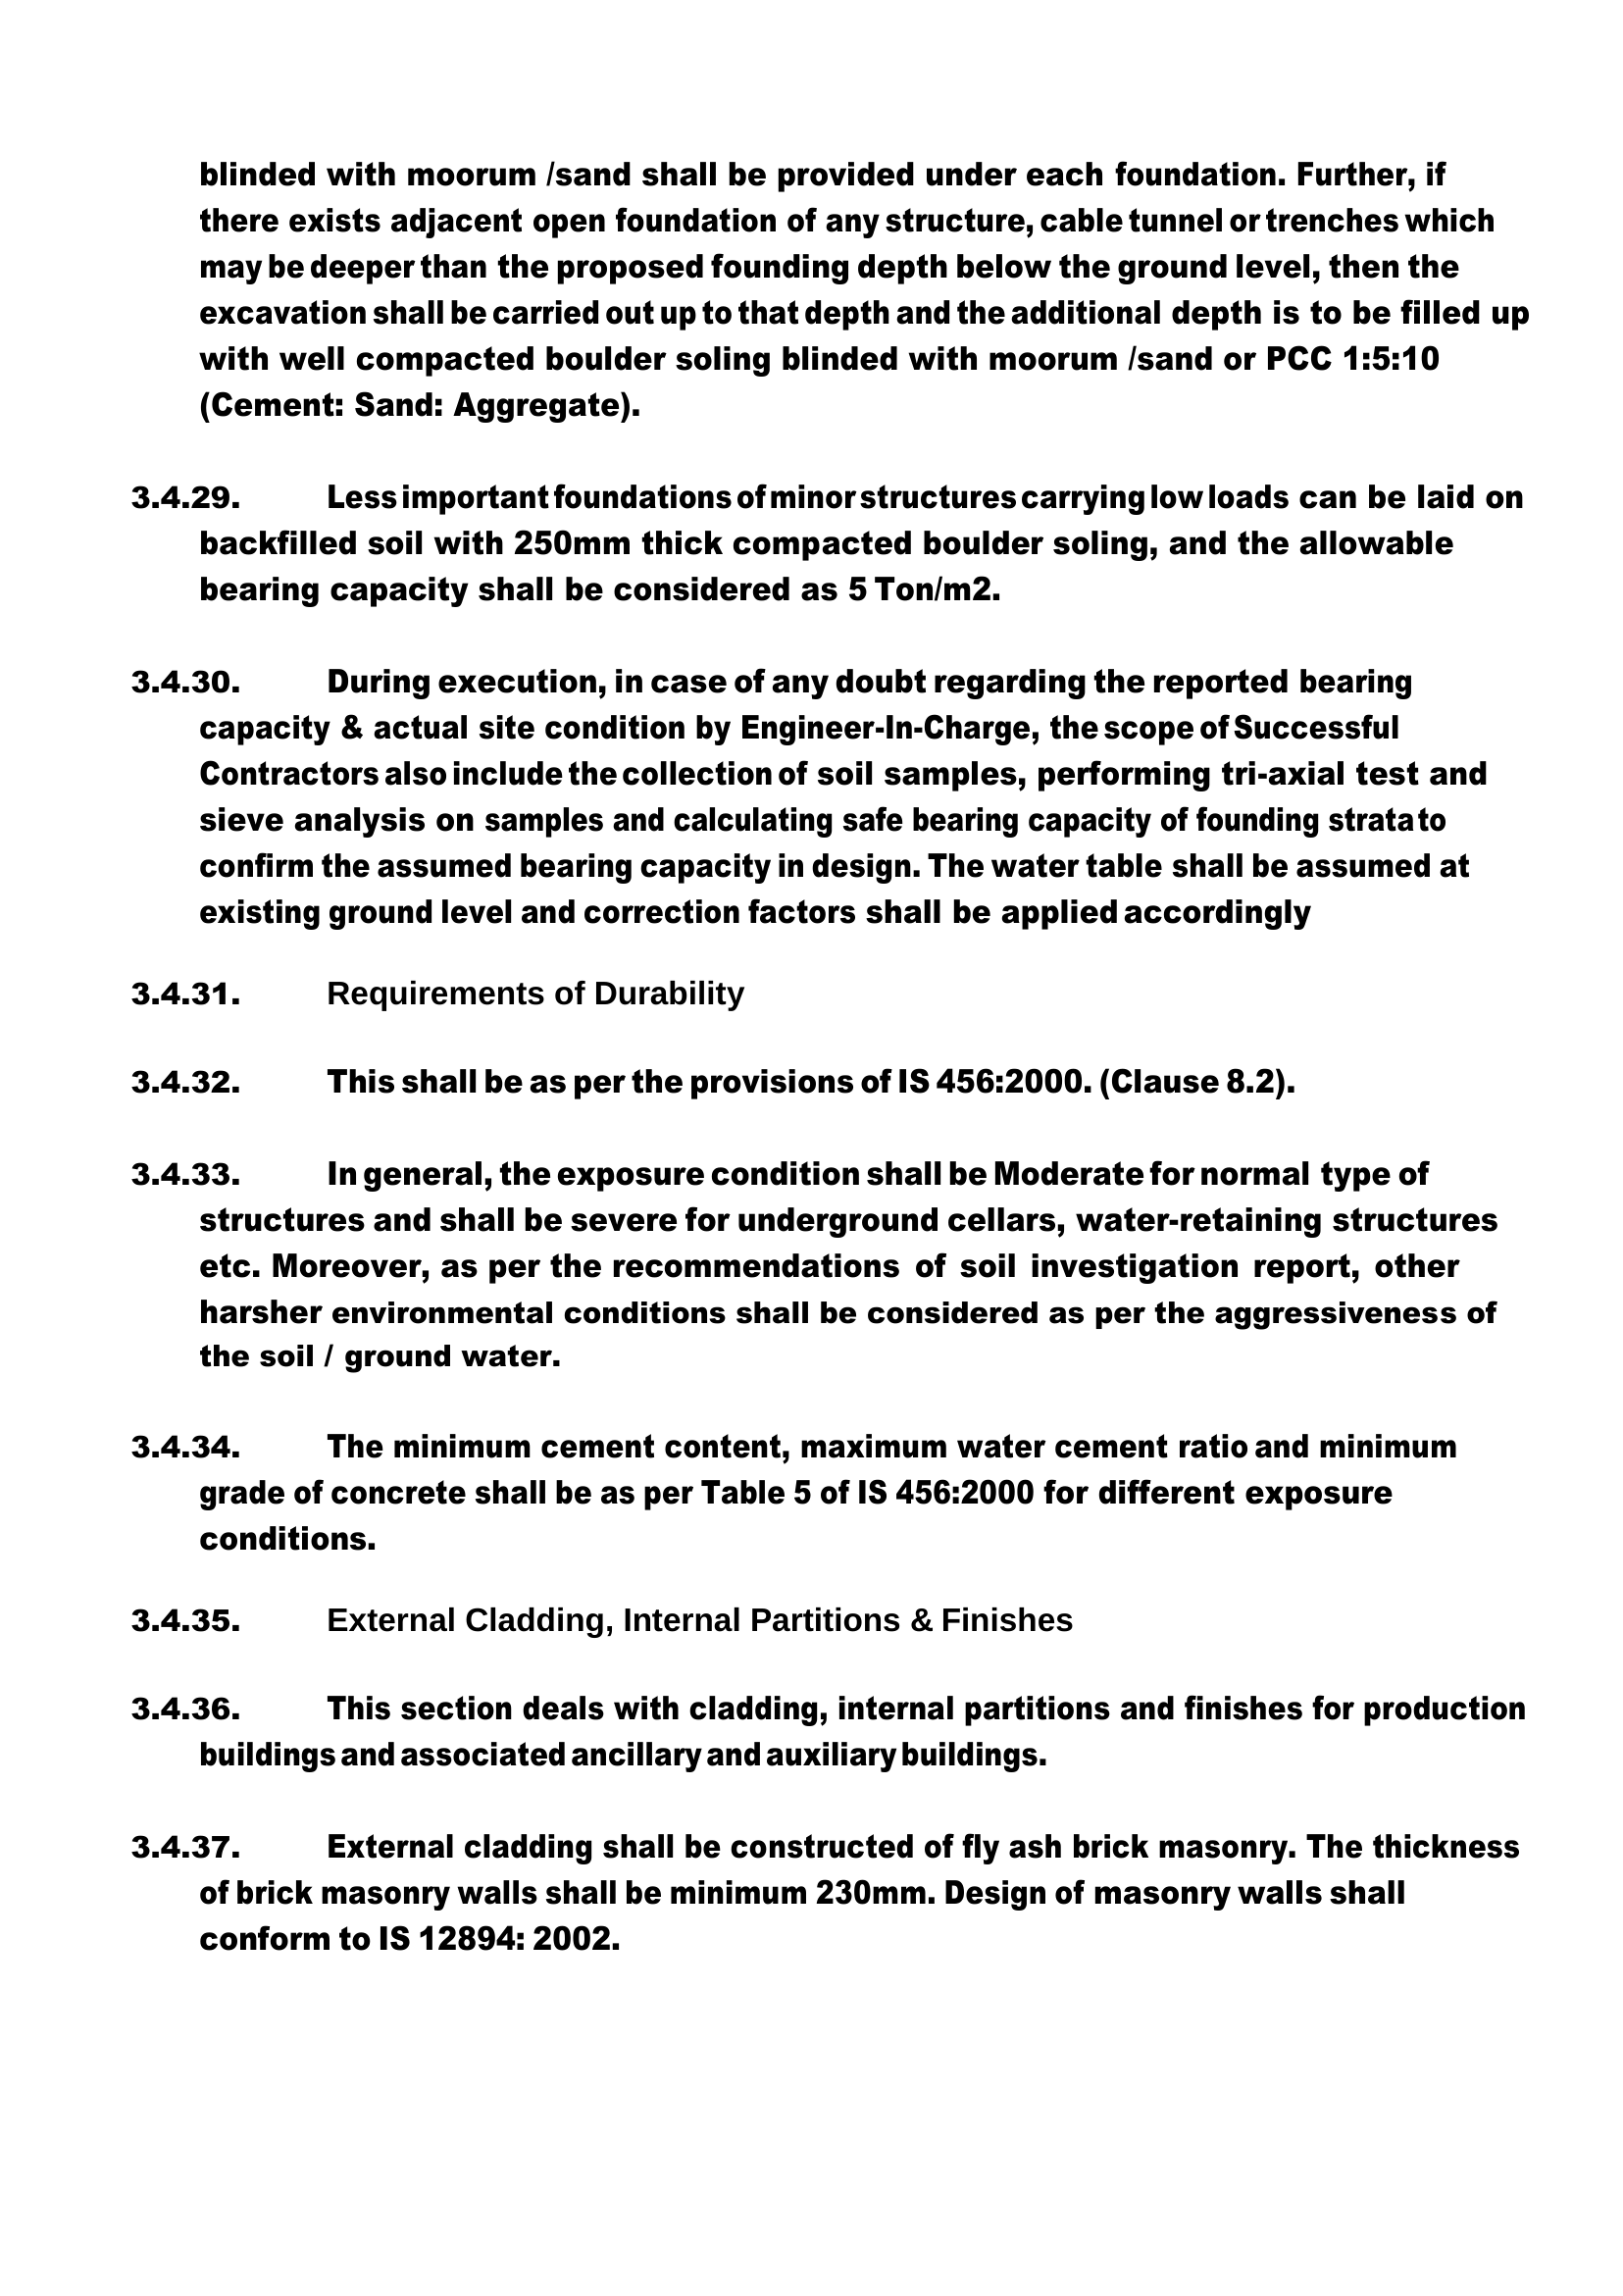 blinded with moorum /sand shall be provided under each foundation. Further, if
there exists adjacent open foundation of any structure, cable tunnel or trenches which
may be deeper than the proposed founding depth below the ground level, then the
excavation shall be carried out up to that depth and the additional depth is to be filled up
with well compacted boulder soling blinded with moorum /sand or PCC 1:5:10
(Cement: Sand: Aggregate).
3.4.29. Less important foundations of minor structures carrying low loads can be laid on
backfilled soil with 250mm thick compacted boulder soling, and the allowable
bearing capacity shall be considered as 5 Ton/m2.
3.4.30. During execution, in case of any doubt regarding the reported bearing
capacity & actual site condition by Engineer-In-Charge, the scope of Successful
Contractors also include the collection of soil samples, performing tri-axial test and
sieve analysis on samples and calculating safe bearing capacity of founding strata to
confirm the assumed bearing capacity in design. The water table shall be assumed at
existing ground level and correction factors shall be applied accordingly
3.4.31. Requirements of Durability
3.4.32. This shall be as per the provisions of IS 456:2000. (Clause 8.2).
3.4.33. In general, the exposure condition shall be Moderate for normal type of
structures and shall be severe for underground cellars, water-retaining structures
etc. Moreover, as per the recommendations of soil investigation report, other
harsher environmental conditions shall be considered as per the aggressiveness of
the soil / ground water.
3.4.34. The minimum cement content, maximum water cement ratio and minimum
grade of concrete shall be as per Table 5 of IS 456:2000 for different exposure
conditions.
3.4.35. External Cladding, Internal Partitions & Finishes
3.4.36. This section deals with cladding, internal partitions and finishes for production
buildings and associated ancillary and auxiliary buildings.
3.4.37. External cladding shall be constructed of fly ash brick masonry. The thickness
of brick masonry walls shall be minimum 230mm. Design of masonry walls shall
conform to IS 12894: 2002.